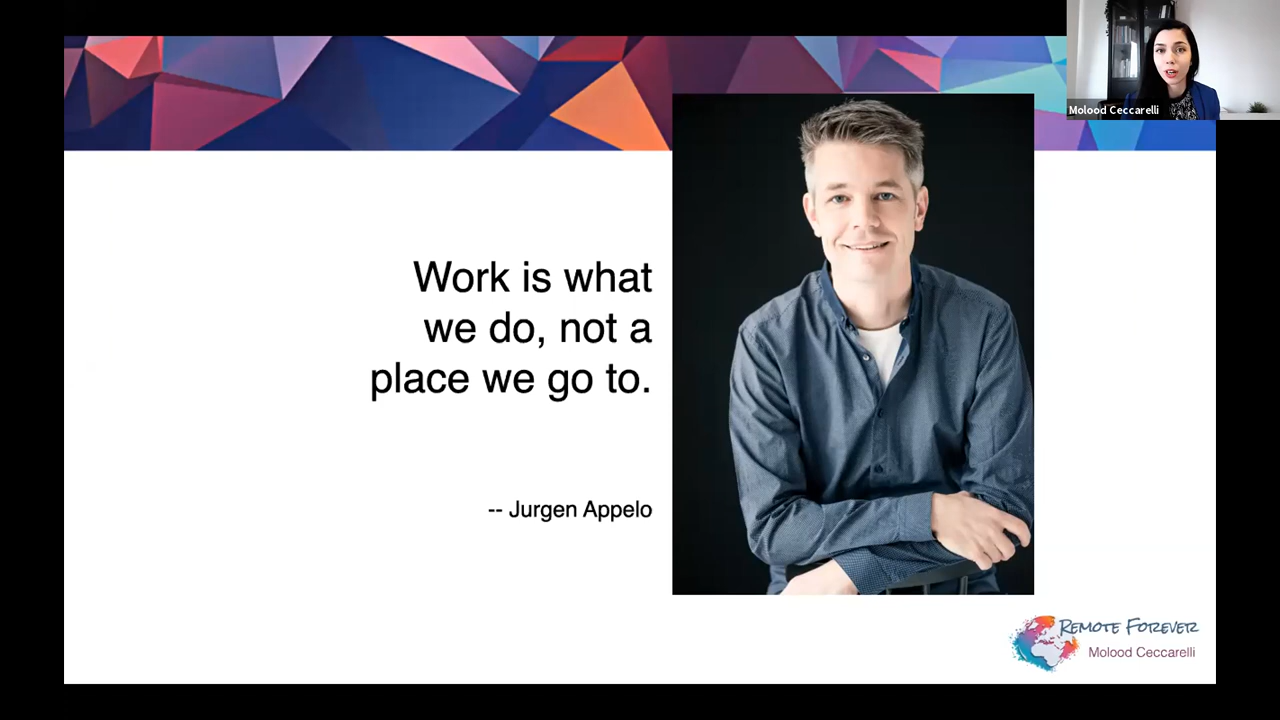 Molood Ceccarelli
Work is what
we do, not a
place we go to.
-- Jurgen Appelo
REMOTE FOREVER
Molood Ceccarelli